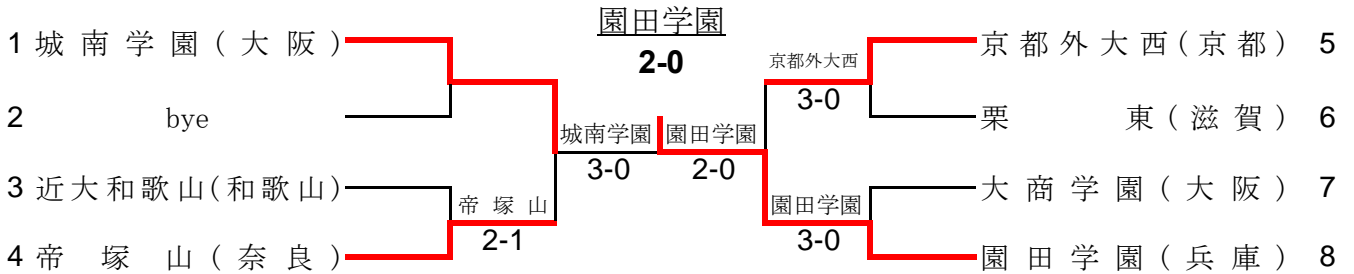 園田学園
2-0
1 城南学園(大阪)
2 bye
3 近大和歌山(和歌山)
4 帝塚山(奈良)
帝塚山
2-1
城南学園
3-0
園田学園
2-0
京都外大西
3-0
園田学園
3-0
京都外大西(京都) 5
栗東(滋賀) 6
大商学園(大阪) 7
園田学園(兵庫) 8